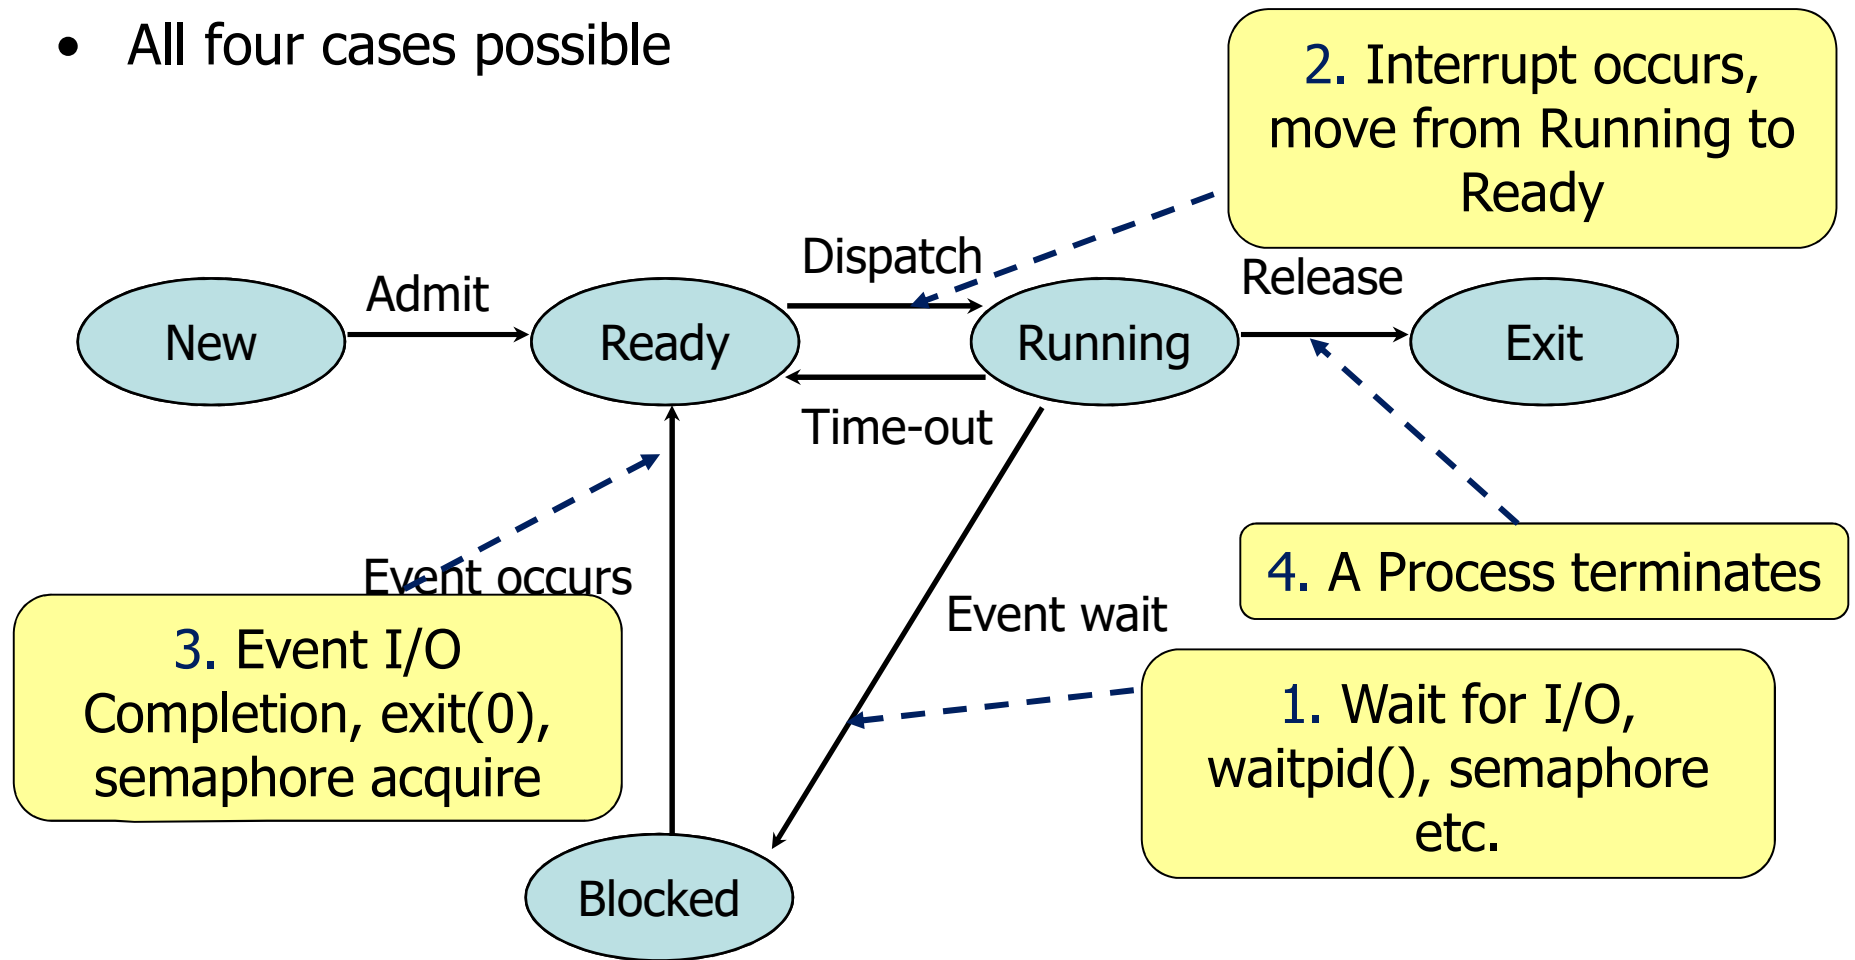 • All four cases possible
2. Interrupt occurs,
move from Running to
Ready
Dispatch
Release
Admit
New
Ready
Running
Exit
Time-out
Event occurs
4. A Process terminates
Event wait
3. Event I/O
Completion, exit(0),
semaphore acquire
1. Wait for I/O,
waitpid(), semaphore
etc.
Blocked